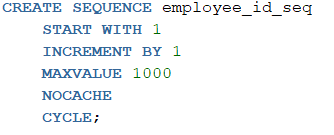 CREATE SEQUENCE employee_id_seq
START WITH 1
INCREMENT BY 1
MAXVALUE 1000
NOCACHE
CYCLE;